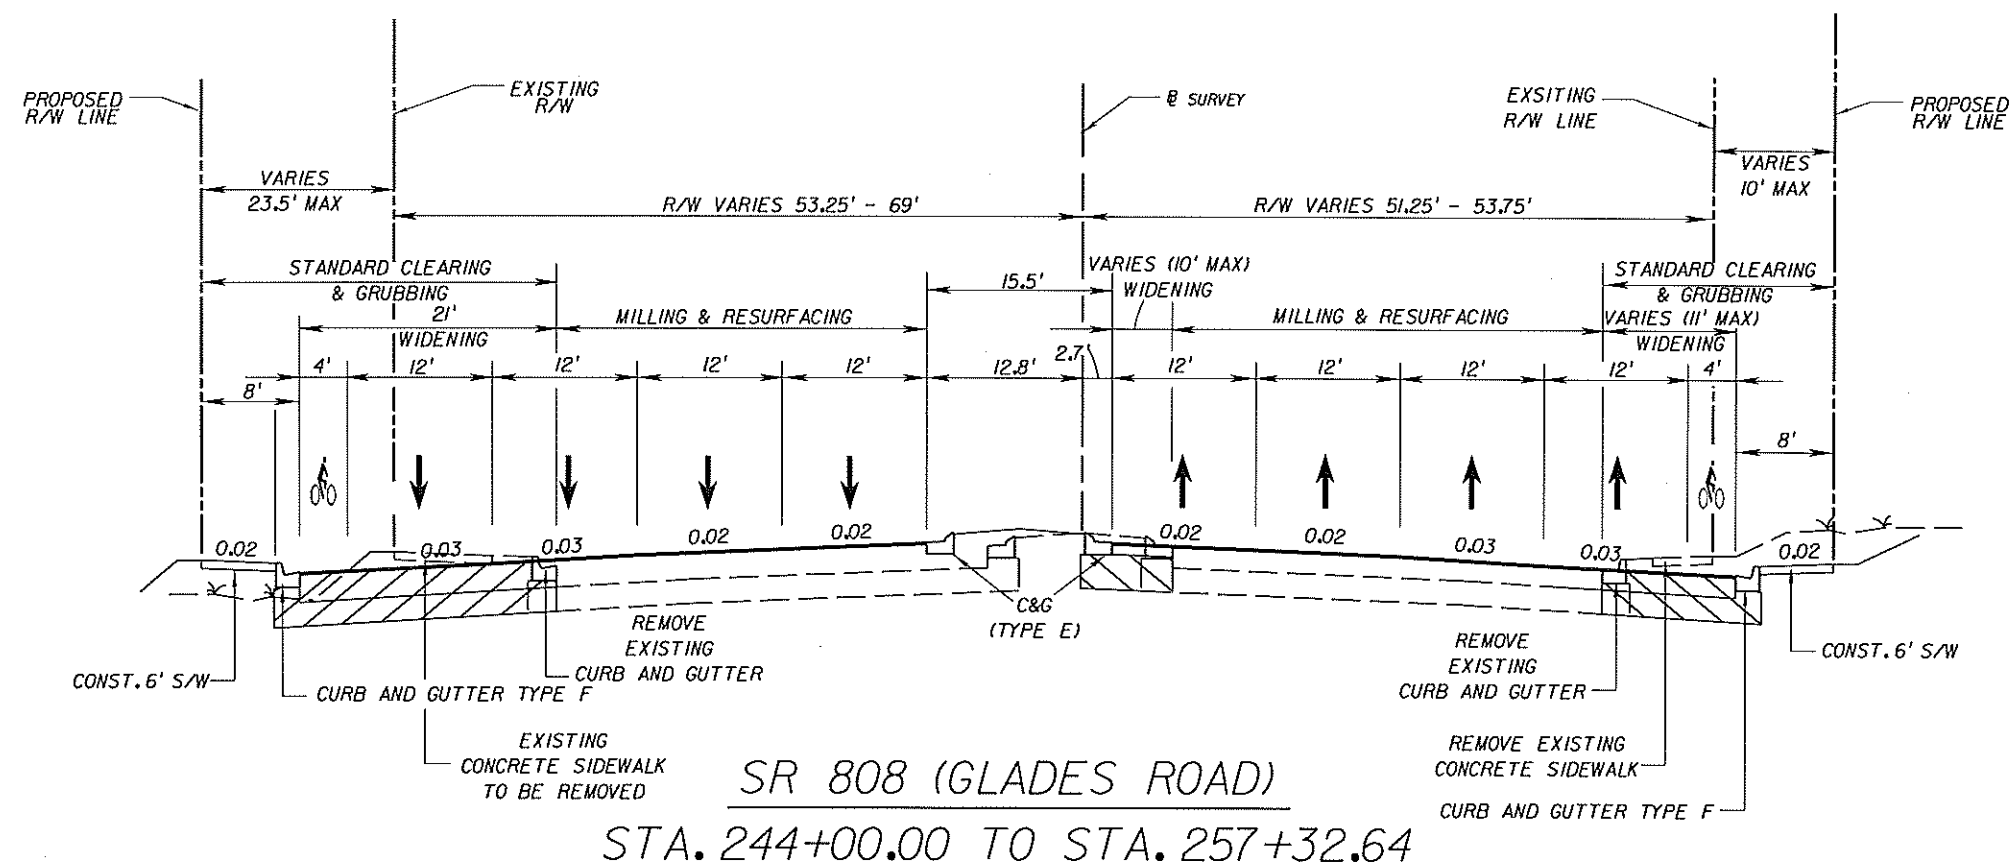 PROPOSED
R/W LINE
EXISTING
R/W
℄ SURVEY
EXSITING
R/W LINE
PROPOSED
R/W LINE
VARIES
23.5' MAX
R/W VARIES 53.25' - 69'
R/W VARIES 51.25' - 53.75'
VARIES
10' MAX
STANDARD CLEARING
& GRUBBING
21'
WIDENING
MILLING & RESURFACING
15.5'
VARIES (10' MAX)
WIDENING
MILLING & RESURFACING
STANDARD CLEARING
& GRUBBING
VARIES (11' MAX)
WIDENING
8'
4'
12'
12'
12'
12'
12.8'
2.7'
12'
12'
12'
12'
4'
8'
0.02
0.03
0.03
0.02
0.02
0.02
0.02
0.03
0.03
0.02
CONST. 6' S/W
CURB AND GUTTER TYPE F
EXISTING
CONCRETE SIDEWALK
TO BE REMOVED
REMOVE
EXISTING
CURB AND GUTTER
C&G
(TYPE E)
REMOVE
EXISTING
CURB AND GUTTER
REMOVE EXISTING
CONCRETE SIDEWALK
CURB AND GUTTER TYPE F
CONST. 6' S/W
SR 808 (GLADES ROAD)
STA. 244+00.00 TO STA. 257+32.64